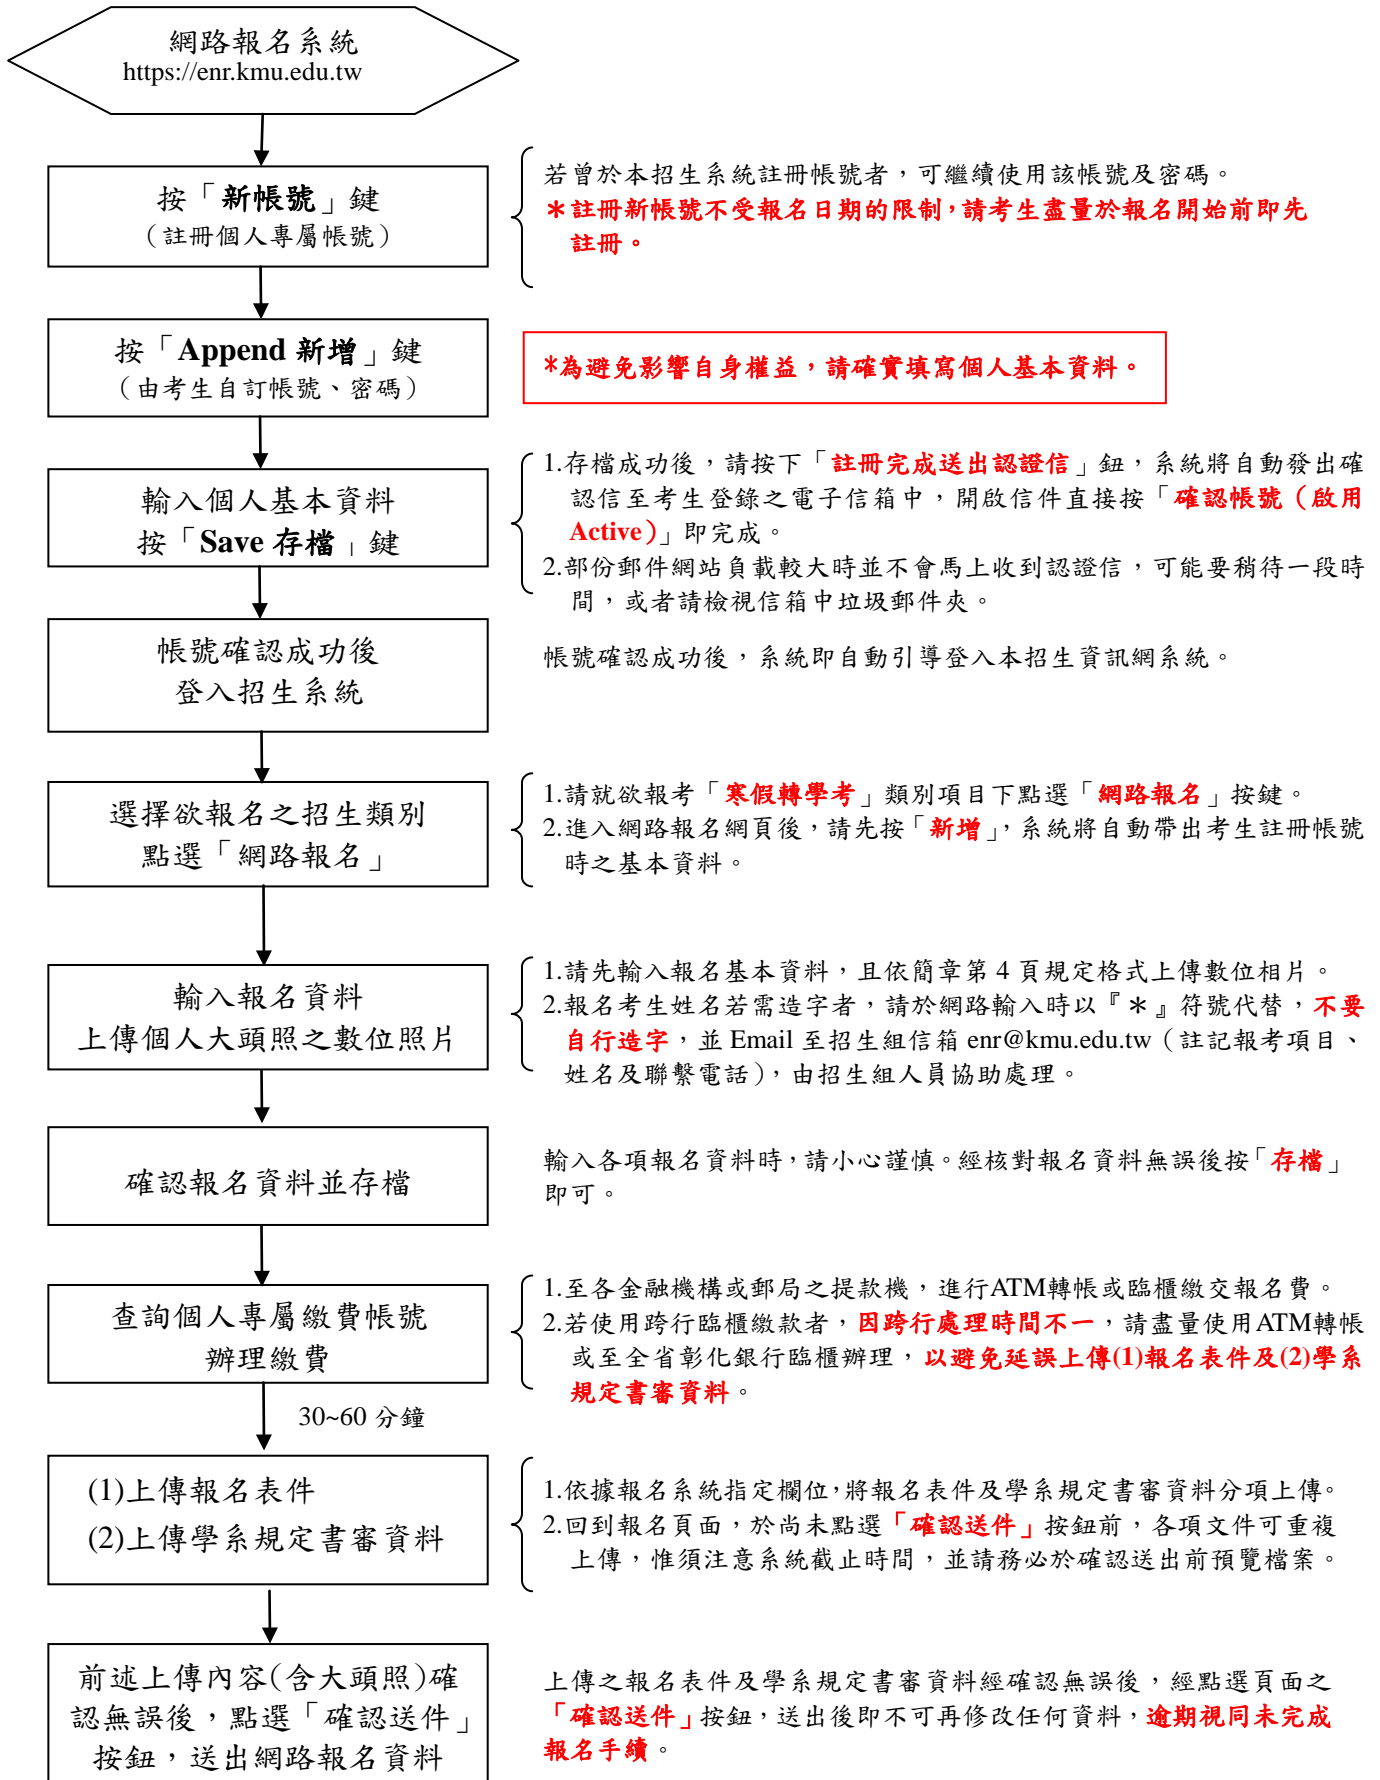 網路報名系統
https://enr.kmu.edu.tw
按「新帳號」鍵
（註冊個人專屬帳號）
若曾於本招生系統註冊帳號者，可繼續使用該帳號及密碼。
＊註冊新帳號不受報名日期的限制，請考生盡量於報名開始前即先
註冊。
按「Append 新增」鍵
（由考生自訂帳號、密碼）
*為避免影響自身權益，請確實填寫個人基本資料。
輸入個人基本資料
按「Save 存檔」鍵
1.存檔成功後，請按下「註冊完成送出認證信」鈕，系統將自動發出確
認信至考生登錄之電子信箱中，開啟信件直接按「確認帳號（啟用
Active）」即完成。
2.部份郵件網站負載較大時並不會馬上收到認證信，可能要稍待一段時
間，或者請檢視信箱中垃圾郵件夾。
帳號確認成功後
登入招生系統
帳號確認成功後，系統即自動引導登入本招生資訊網系統。
選擇欲報名之招生類別
點選「網路報名」
1.請就欲報考「寒假轉學考」類別項目下點選「網路報名」按鍵。
2.進入網路報名網頁後，請先按「新增」，系統將自動帶出考生註冊帳號
時之基本資料。
輸入報名資料
上傳個人大頭照之數位照片
1.請先輸入報名基本資料，且依簡章第 4 頁規定格式上傳數位相片。
2.報名考生姓名若需造字者，請於網路輸入時以『＊』符號代替，不要
自行造字，並 Email 至招生組信箱 enr@kmu.edu.tw（註記報考項目、
姓名及聯繫電話），由招生組人員協助處理。
確認報名資料並存檔
輸入各項報名資料時，請小心謹慎。經核對報名資料無誤後按「存檔」
即可。
查詢個人專屬繳費帳號
辦理繳費
1.至各金融機構或郵局之提款機，進行ATM轉帳或臨櫃繳交報名費。
2.若使用跨行臨櫃繳款者，因跨行處理時間不一，請盡量使用ATM轉帳
或至全省彰化銀行臨櫃辦理，以避免延誤上傳(1)報名表件及(2)學系
規定書審資料。
30~60 分鐘
(1)上傳報名表件
(2)上傳學系規定書審資料
1.依據報名系統指定欄位，將報名表件及學系規定書審資料分項上傳。
2.回到報名頁面，於尚未點選「確認送件」按鈕前，各項文件可重複
上傳，惟須注意系統截止時間，並請務必於確認送出前預覽檔案。
前述上傳內容(含大頭照)確
認無誤後，點選「確認送件」
按鈕，送出網路報名資料
上傳之報名表件及學系規定書審資料經確認無誤後，經點選頁面之
「確認送件」按鈕，送出後即不可再修改任何資料，逾期視同未完成
報名手續。